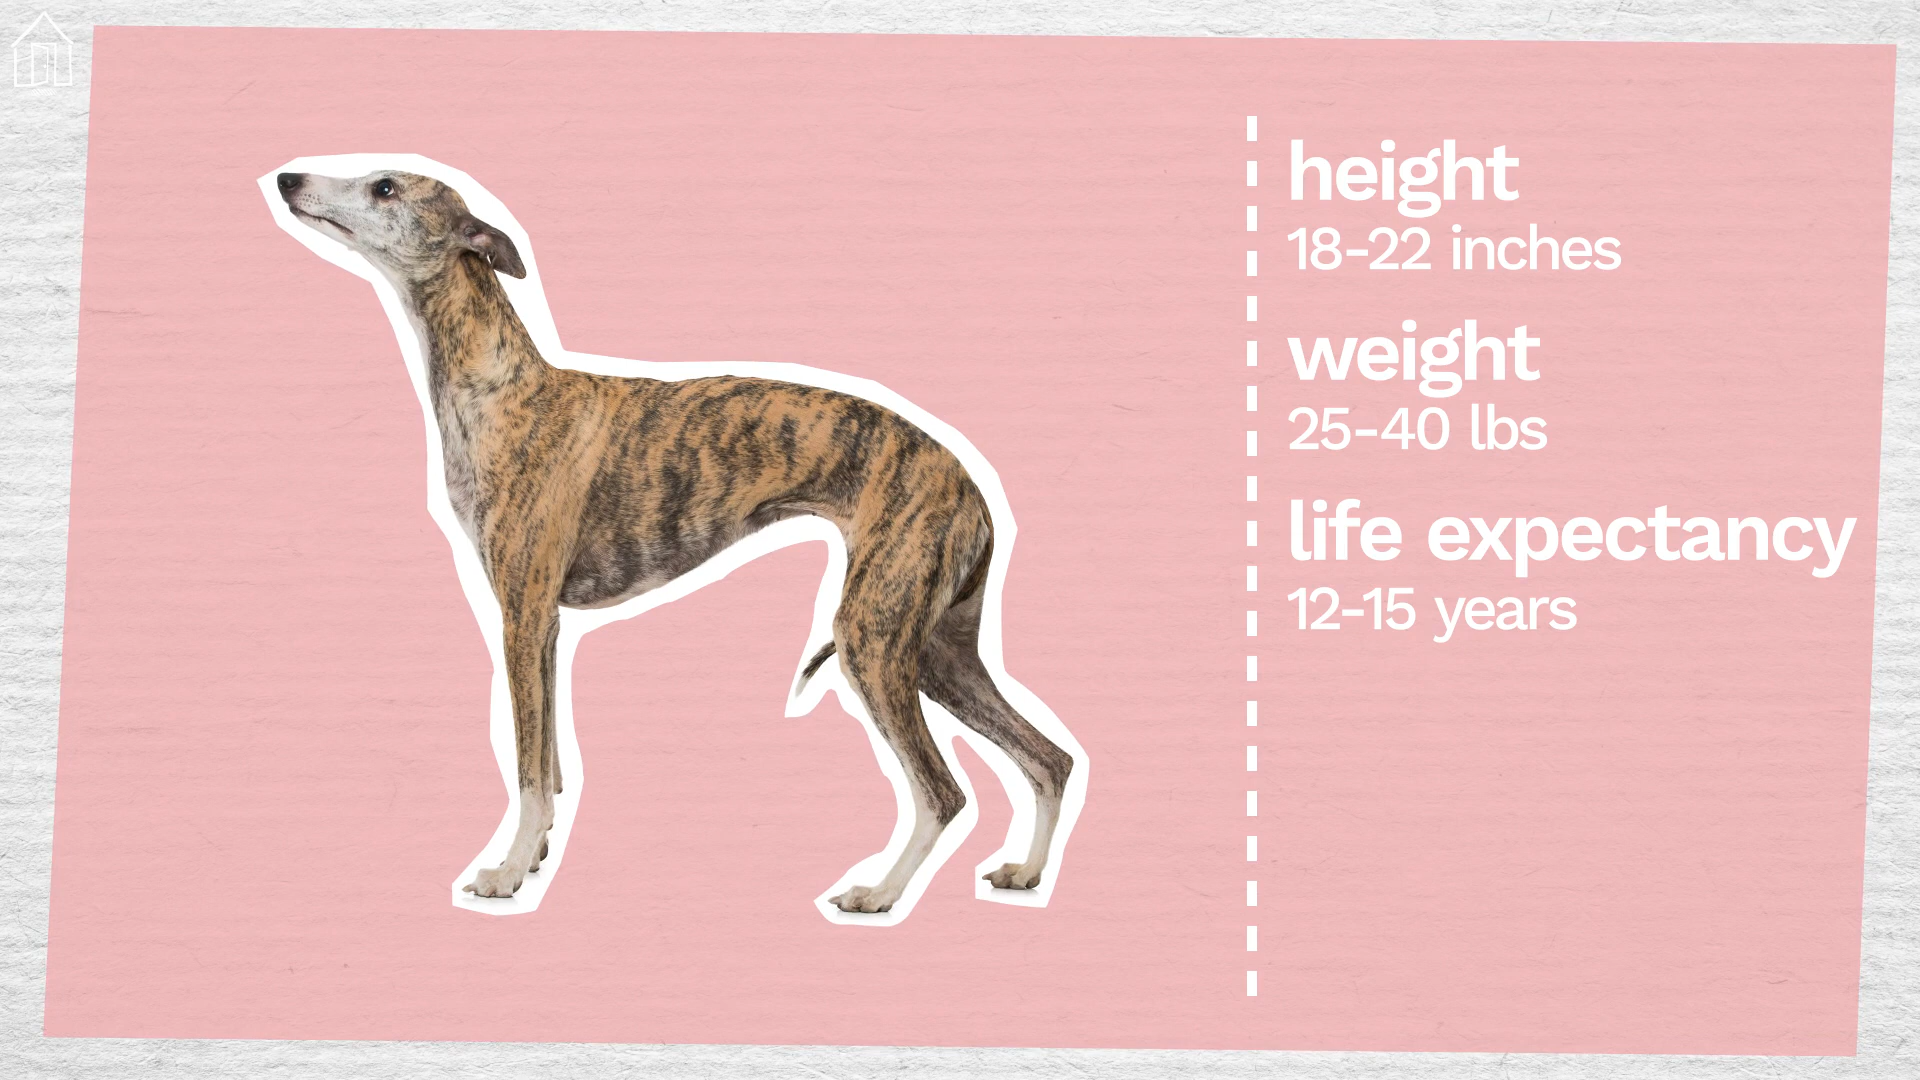 height
18-22 inches
weight
25-40 lbs
life expectancy
12-15 years